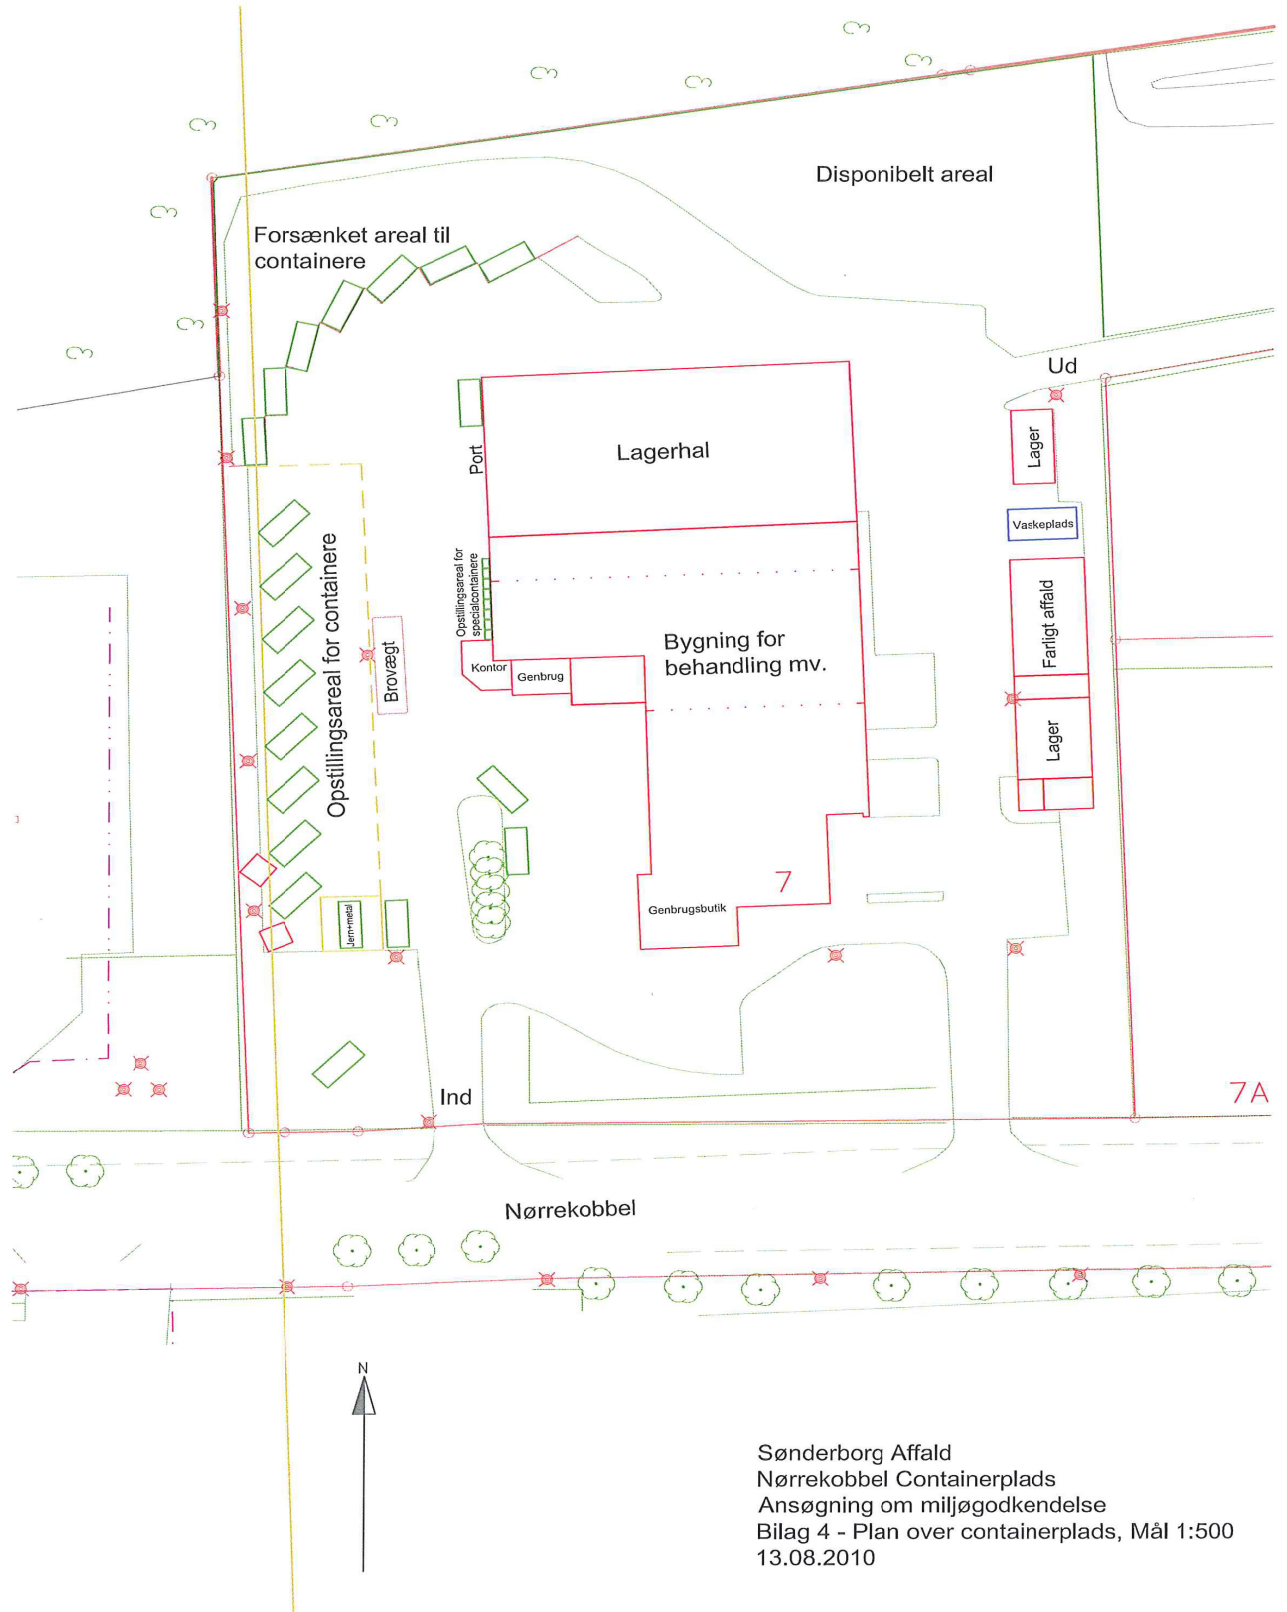 Disponibelt areal
Forsænket areal til
containere
Ud
Lagerhal
Port
Lager
Vaskeplads
Opstillingsareal for containere
Opstillingsareal for
specialcontainere
Farligt affald
Brovægt
Kontor
Genbrug
Bygning for
behandling mv.
Lager
7
Genbrugsbutik
Jern+metal
Ind
7A
Nørrekobbel
N
Sønderborg Affald
Nørrekobbel Containerplads
Ansøgning om miljøgodkendelse
Bilag 4 - Plan over containerplads, Mål 1:500
13.08.2010